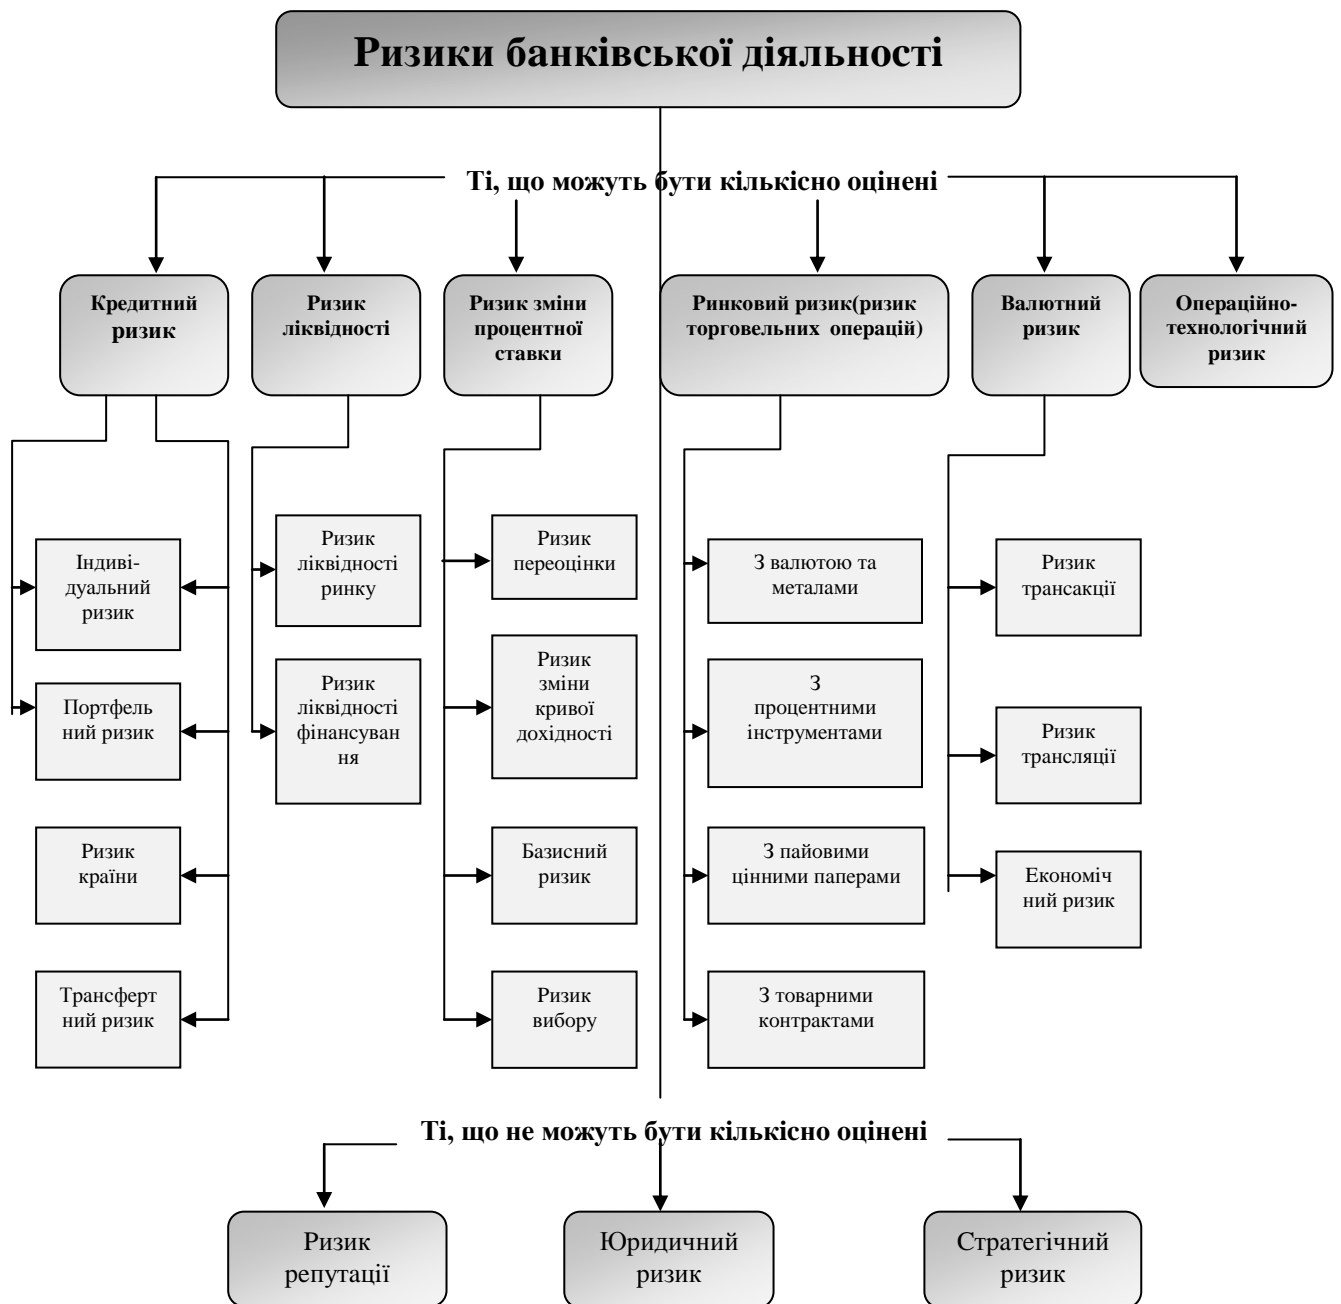 Ризики банківської діяльності
Ті, що можуть бути кількісно оцінені
Кредитний
ризик
Ризик
ліквідності
Ризик зміни
процентної
ставки
Ринковий ризик(ризик
торговельних операцій)
Валютний
ризик
Операційно-
технологічний
ризик
Індиві-
дуальний
ризик
Портфель
ний ризик
Ризик
країни
Трансферт
ний ризик
Ризик
ліквідності
ринку
Ризик
ліквідності
фінансуван
ня
Ризик
переоцінки
Ризик
зміни
кривої
дохідності
Базисний
ризик
Ризик
вибору
З валютою та
металами
З
процентними
інструментами
З пайовими
цінними паперами
З товарними
контрактами
Ризик
трансакції
Ризик
трансляції
Економіч
ний ризик
Ті, що не можуть бути кількісно оцінені
Ризик
репутації
Юридичний
ризик
Стратегічний
ризик